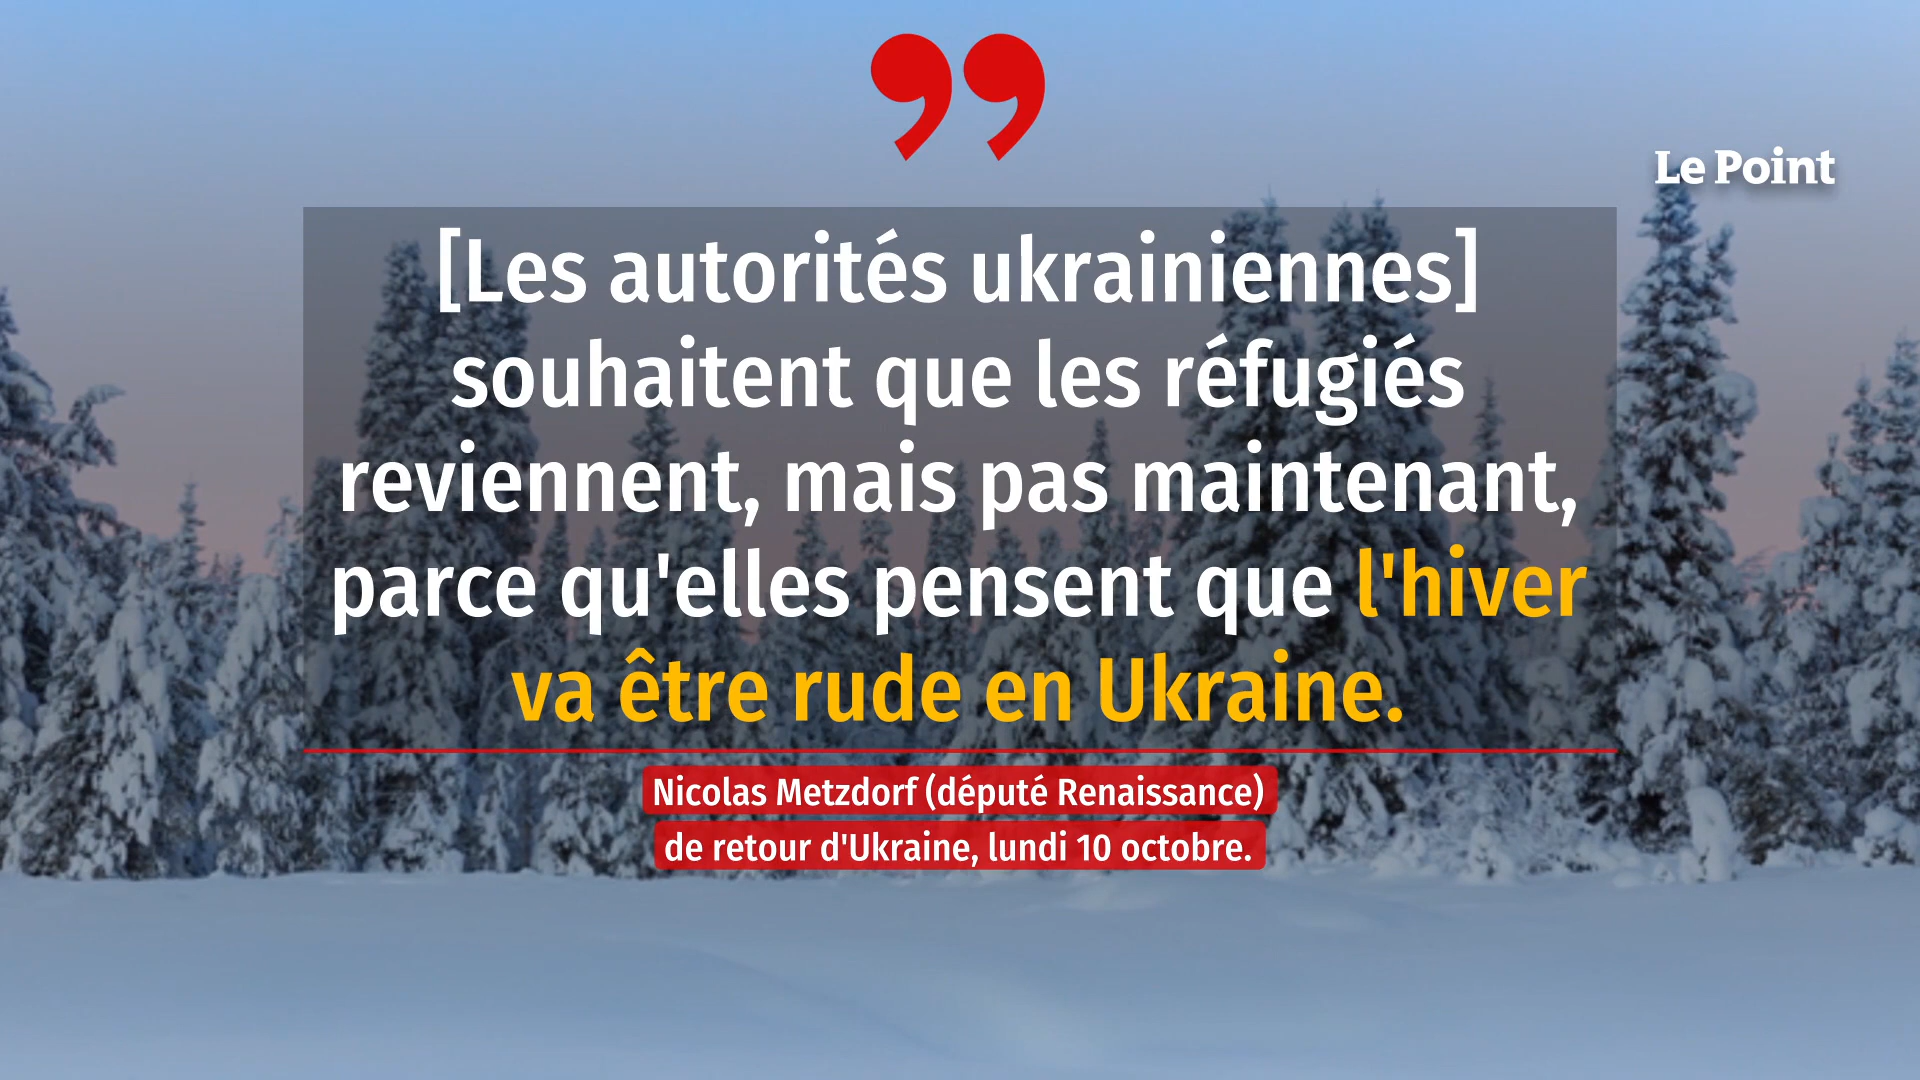 ”
Le Point
[Les autorités ukrainiennes]
souhaitent que les réfugiés
reviennent, mais pas maintenant,
parce qu'elles pensent que l'hiver
va être rude en Ukraine.
Nicolas Metzdorf (député Renaissance)
de retour d'Ukraine, lundi 10 octobre.